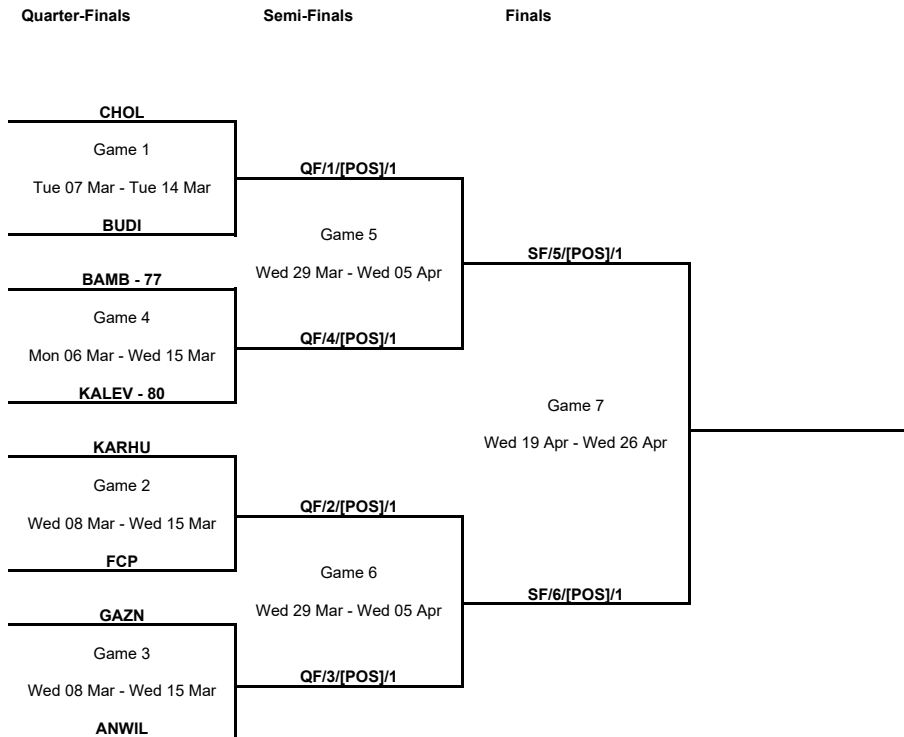 Quarter-Finals Semi-Finals Finals
CHOL
Game 1
Tue 07 Mar - Tue 14 Mar
BUDI
BAMB - 77
Game 4
Mon 06 Mar - Wed 15 Mar
KALEV - 80
KARHU
Game 2
Wed 08 Mar - Wed 15 Mar
FCP
GAZN
Game 3
Wed 08 Mar - Wed 15 Mar
ANWIL
QF/1/[POS]/1
Game 5
Wed 29 Mar - Wed 05 Apr
QF/4/[POS]/1
QF/2/[POS]/1
Game 6
Wed 29 Mar - Wed 05 Apr
QF/3/[POS]/1
SF/5/[POS]/1
Game 7
Wed 19 Apr - Wed 26 Apr
SF/6/[POS]/1